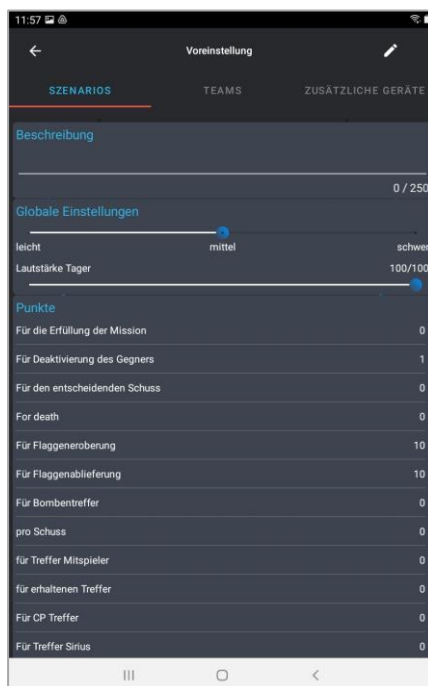 11:57
Voreinstellung
SZENARIOS TEAMS ZUSÄTZLICHE GERÄTE
Beschreibung
0 / 250
Globale Einstellungen
leicht mittel schwer
Lautstärke Tager 100/100
Punkte
Für die Erfüllung der Mission 0
Für Deaktivierung des Gegners 1
Für den entscheidenden Schuss 0
For death 0
Für Flaggeneroberung 10
Für Flaggenablieferung 10
Für Bombentreffer 0
pro Schuss 0
für Treffer Mitspieler 0
für erhaltenen Treffer 0
Für CP Treffer 0
Für Treffer Sirius 0